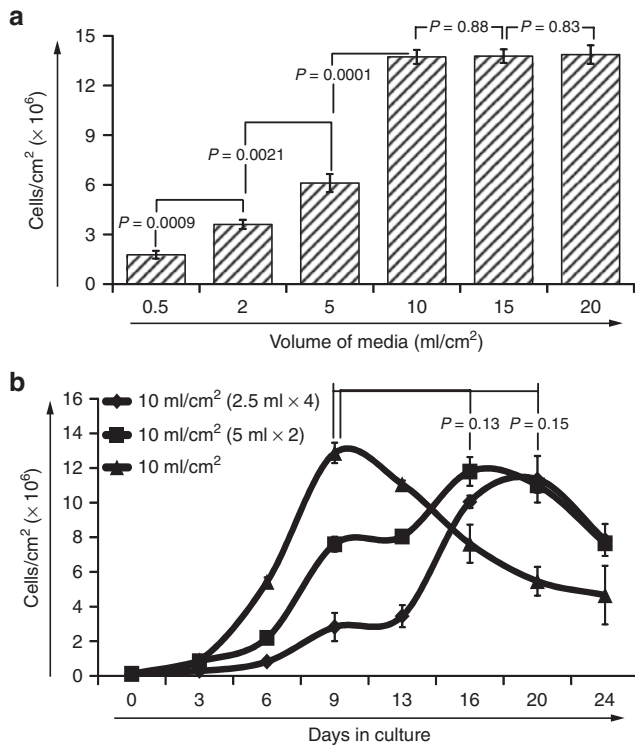 a
P = 0.88
P = 0.83
P = 0.0001
P = 0.0021
P = 0.0009
Cells/cm² (× 10⁶)
15
12
9
6
3
0
0.5 2 5 10 15 20
Volume of media (ml/cm²)
b
10 ml/cm² (2.5 ml × 4)
10 ml/cm² (5 ml × 2)
10 ml/cm²
P = 0.13 P = 0.15
Cells/cm² (× 10⁶)
16
14
12
10
8
6
4
2
0
0 3 6 9 13 16 20 24
Days in culture